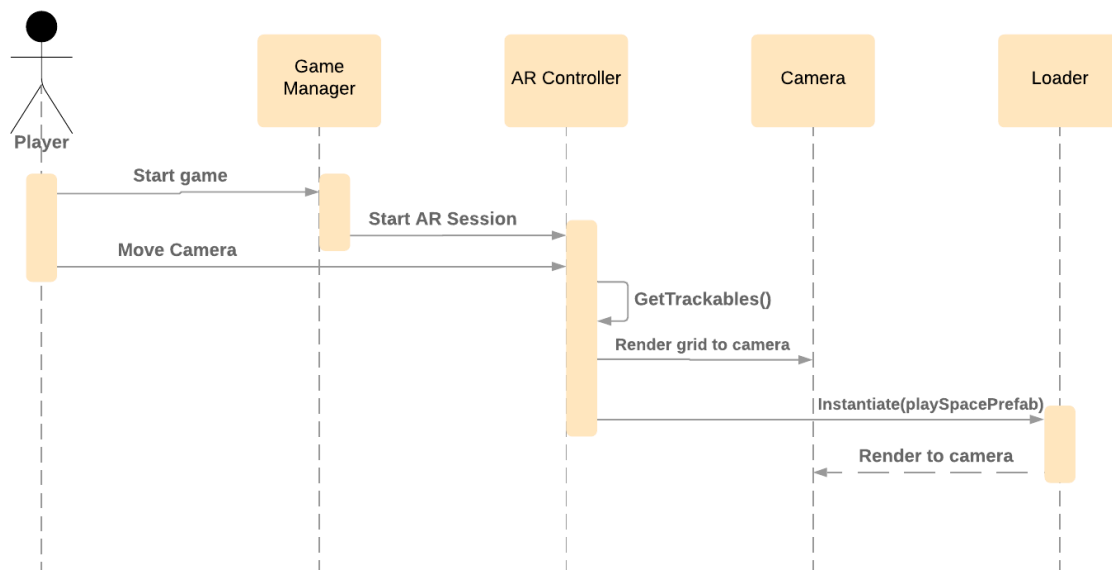 Game
Manager
AR Controller
Camera
Loader
Player
Start game
Start AR Session
Move Camera
GetTrackables()
Render grid to camera
Instantiate(playSpacePrefab)
Render to camera